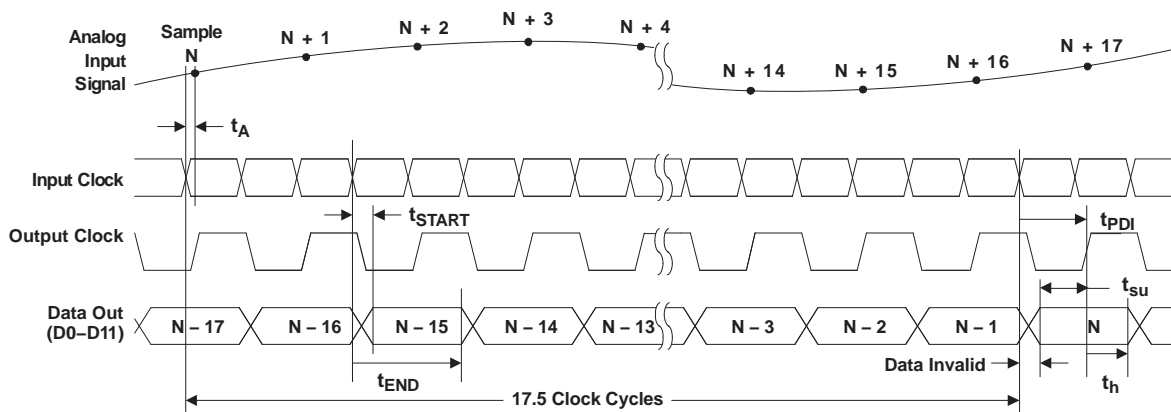 Analog
Input
Signal
Sample
N
N + 1
N + 2
N + 3
N + 4
N + 14
N + 15
N + 16
N + 17
tA
Input Clock
tSTART
tPDI
Output Clock
tsu
Data Out
(D0–D11)
N – 17
N – 16
N – 15
N – 14
N – 13
N – 3
N – 2
N – 1
N
tEND
Data Invalid
th
17.5 Clock Cycles